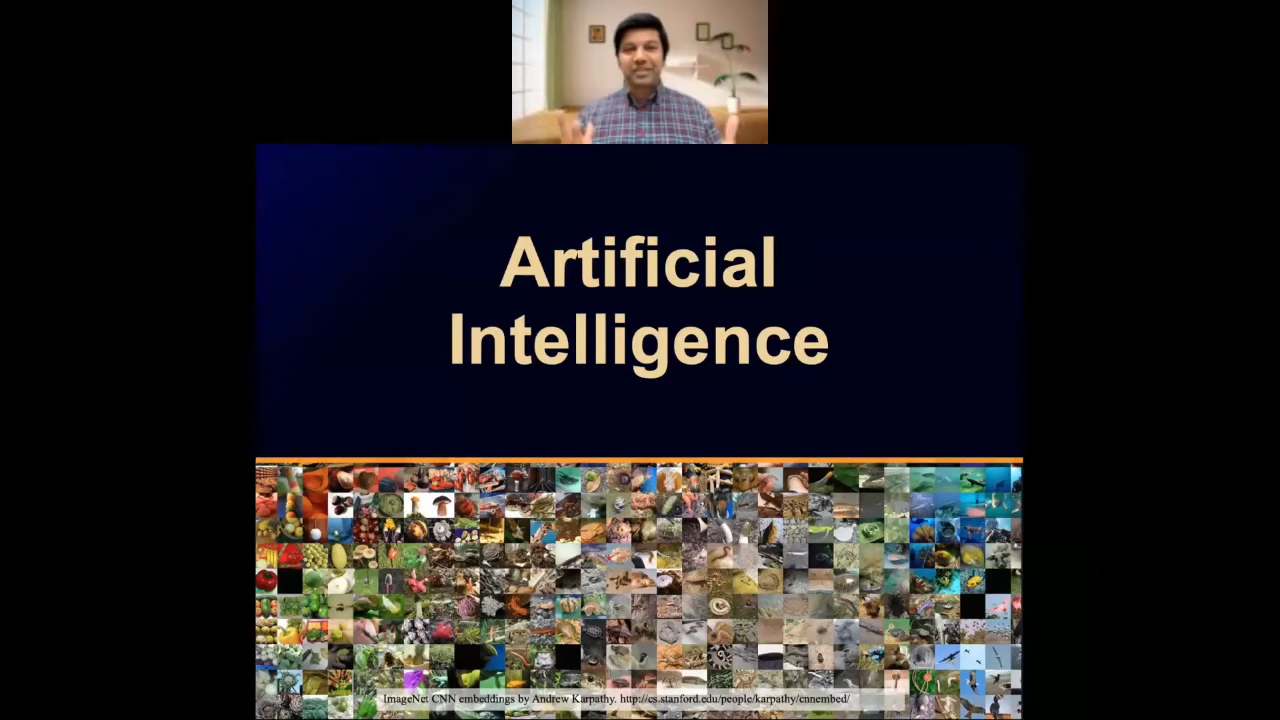 Artificial
Intelligence
ImageNet CNN embeddings by Andrew Karpathy. http://cs.stanford.edu/people/karpathy/cnnembed/